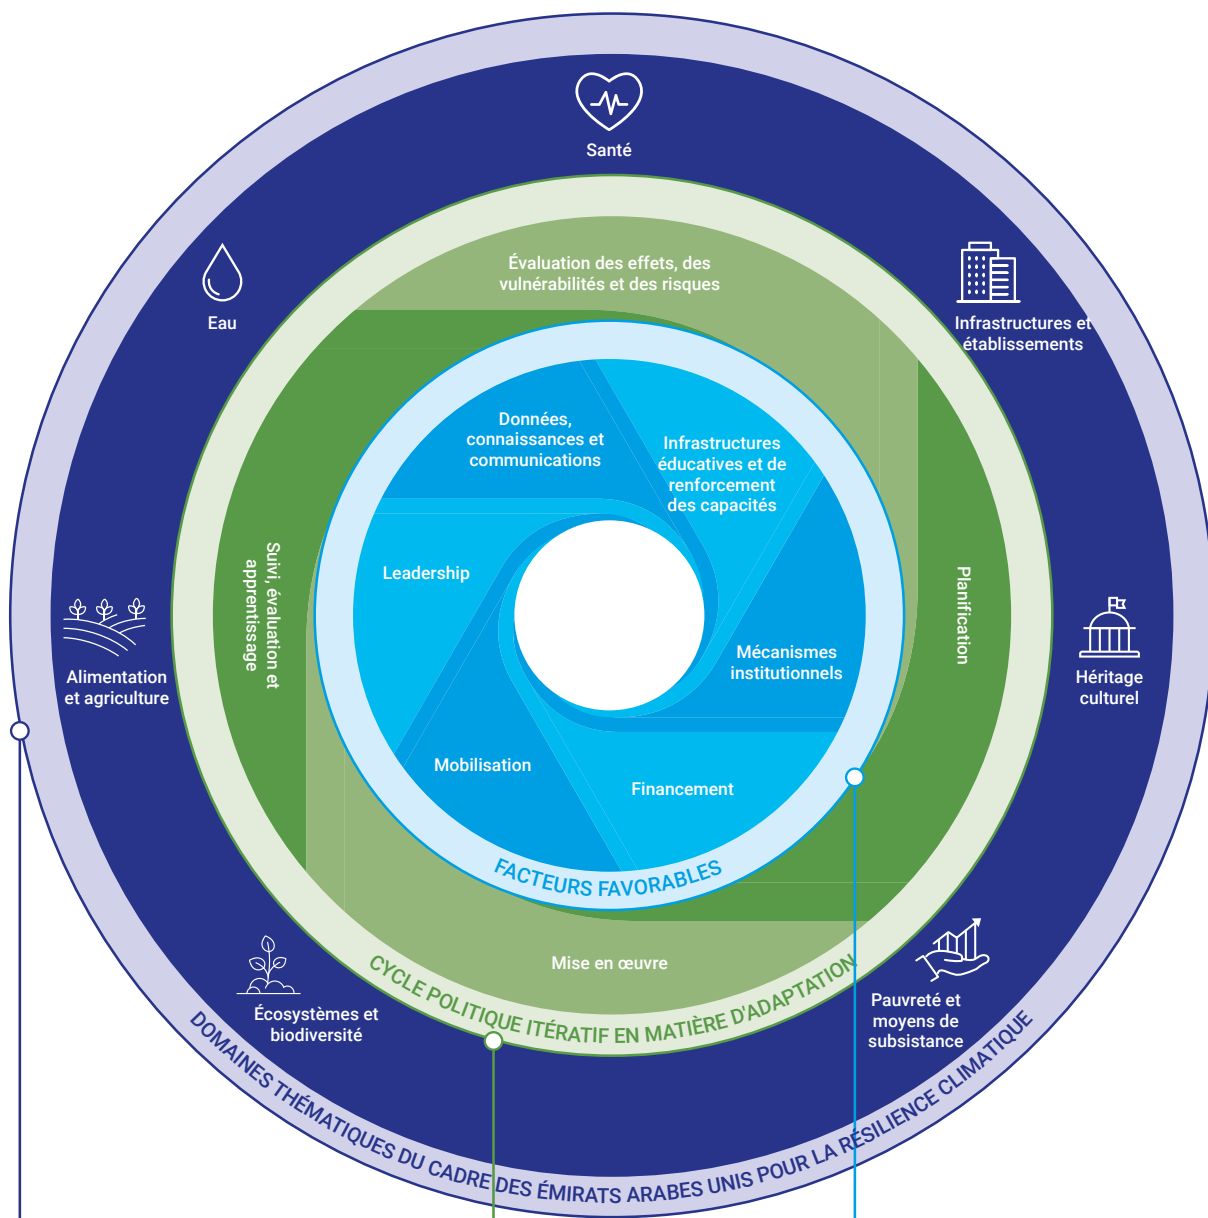 Santé
Eau
Infrastructures et
établissements
Alimentation
et agriculture
Héritage
culturel
Écosystèmes et
biodiversité
Pauvreté et
moyens de
subsistance
DOMAINES THÉMATIQUES DU CADRE DES ÉMIRATS ARABES UNIS POUR LA RÉSILIENCE CLIMATIQUE
Évaluation des effets, des
vulnérabilités et des risques
Suivi, évaluation et
apprentissage
Planification
Mise en œuvre
CYCLE POLITIQUE ITÉRATIF EN MATIÈRE D'ADAPTATION
Données,
connaissances et
communications
Infrastructures
éducatives et de
renforcement
des capacités
Leadership
Mécanismes
institutionnels
Mobilisation
Financement
FACTEURS FAVORABLES